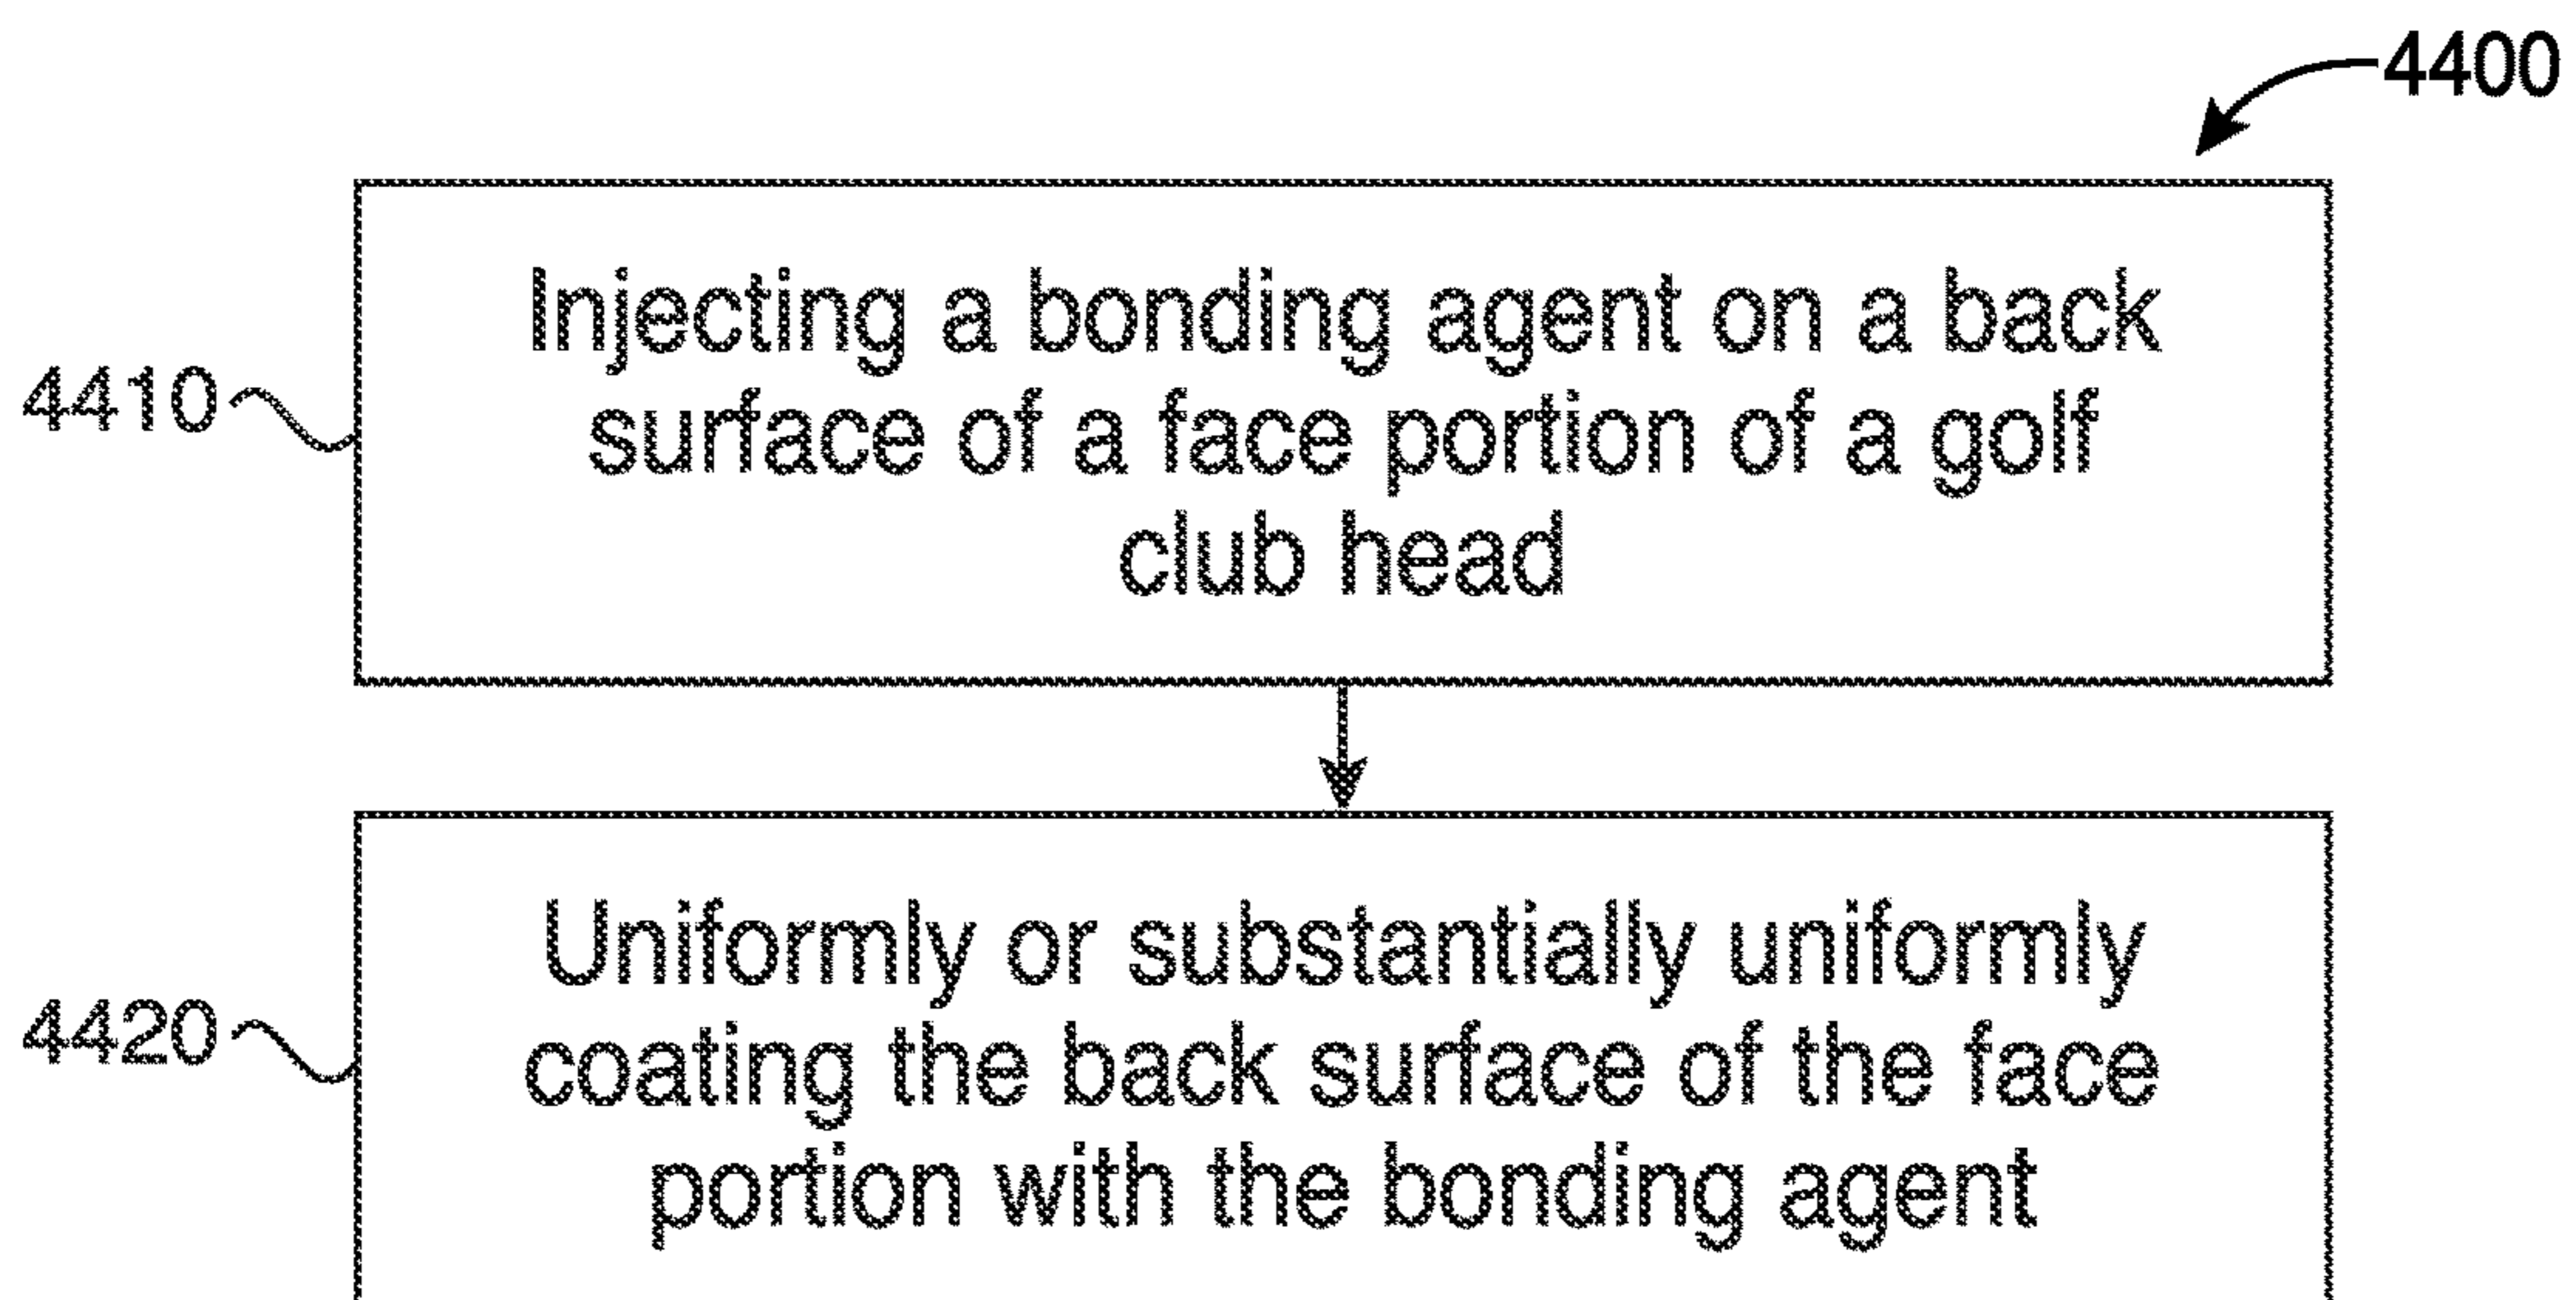 4400
Injecting a bonding agent on a back
surface of a face portion of a golf
club head
4410
Uniformly or substantially uniformly
coating the back surface of the face
portion with the bonding agent
4420